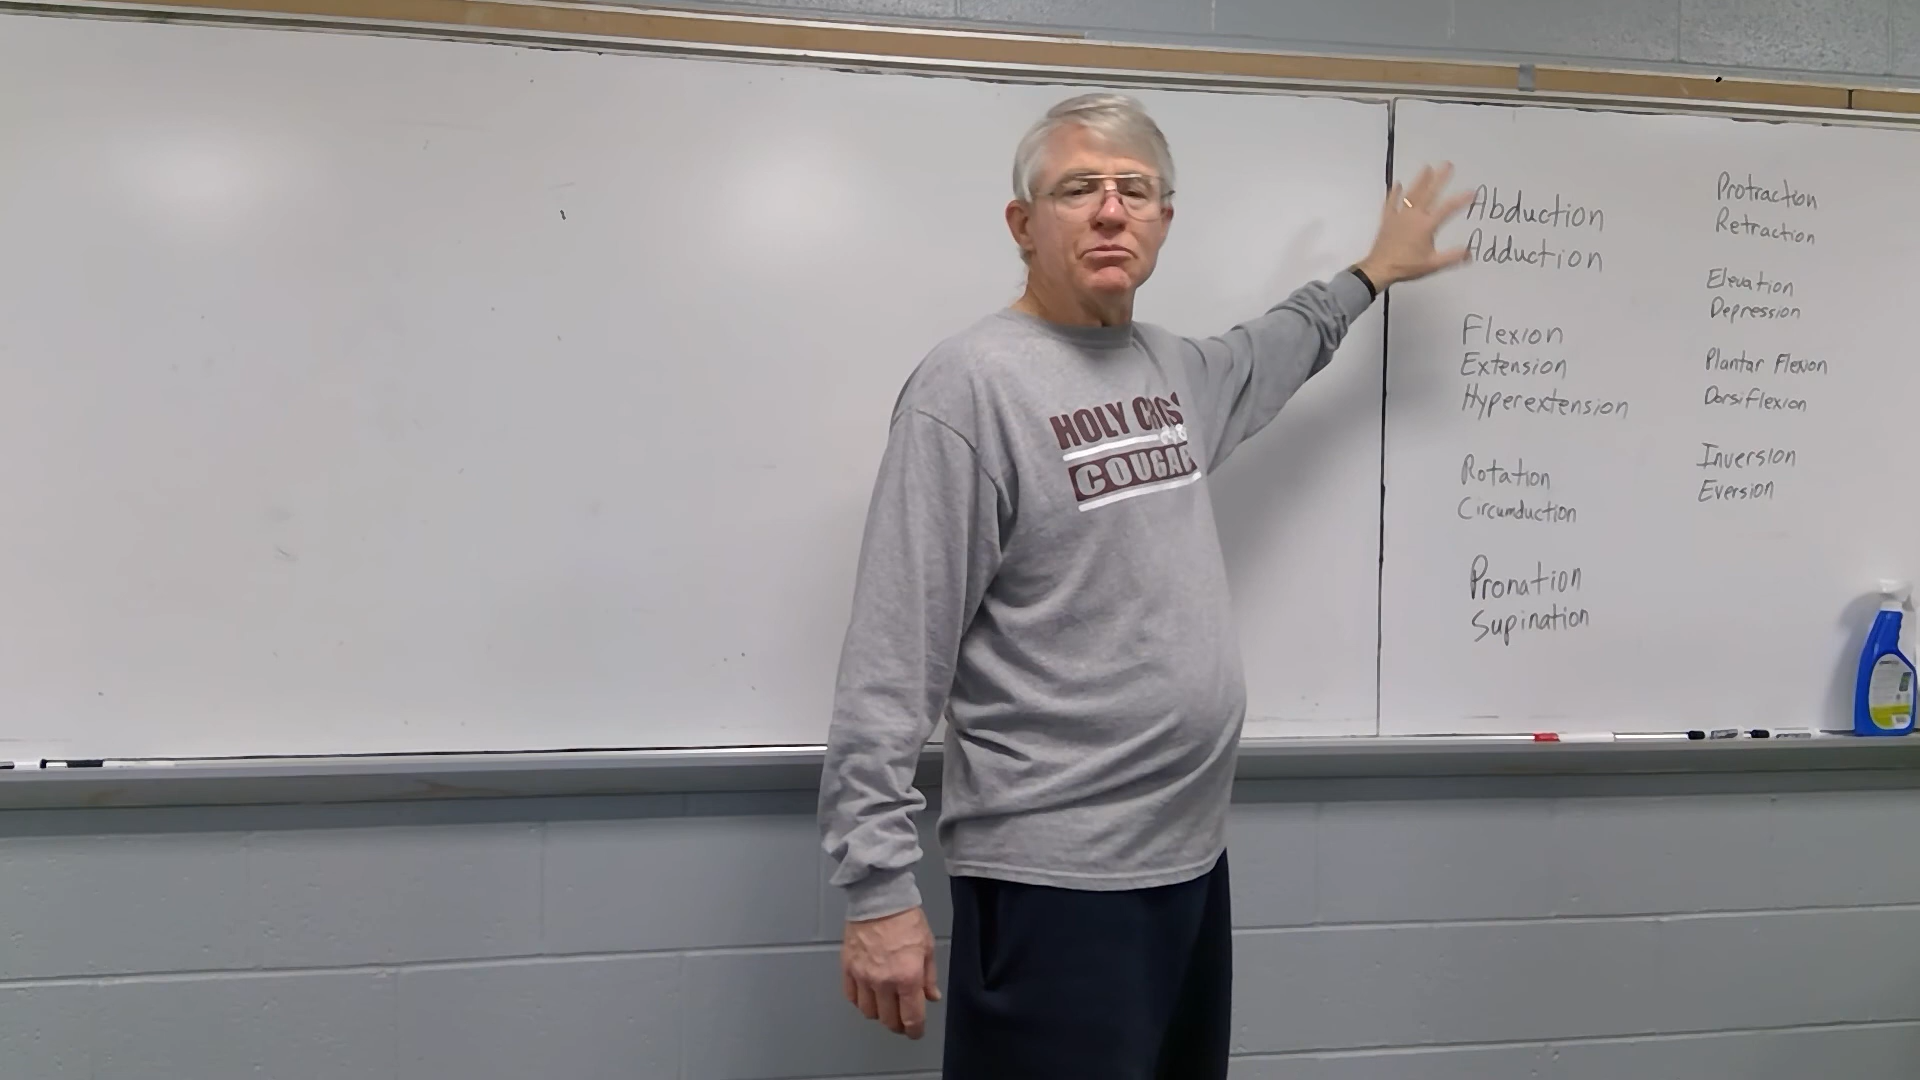 HOLY CROSS
COUGAR
Abduction
Adduction
Flexion
Extension
Hyperextension
Rotation
Circumduction
Pronation
Supination
Protraction
Retraction
Elevation
Depression
Plantar Flexion
Dorsiflexion
Inversion
Eversion